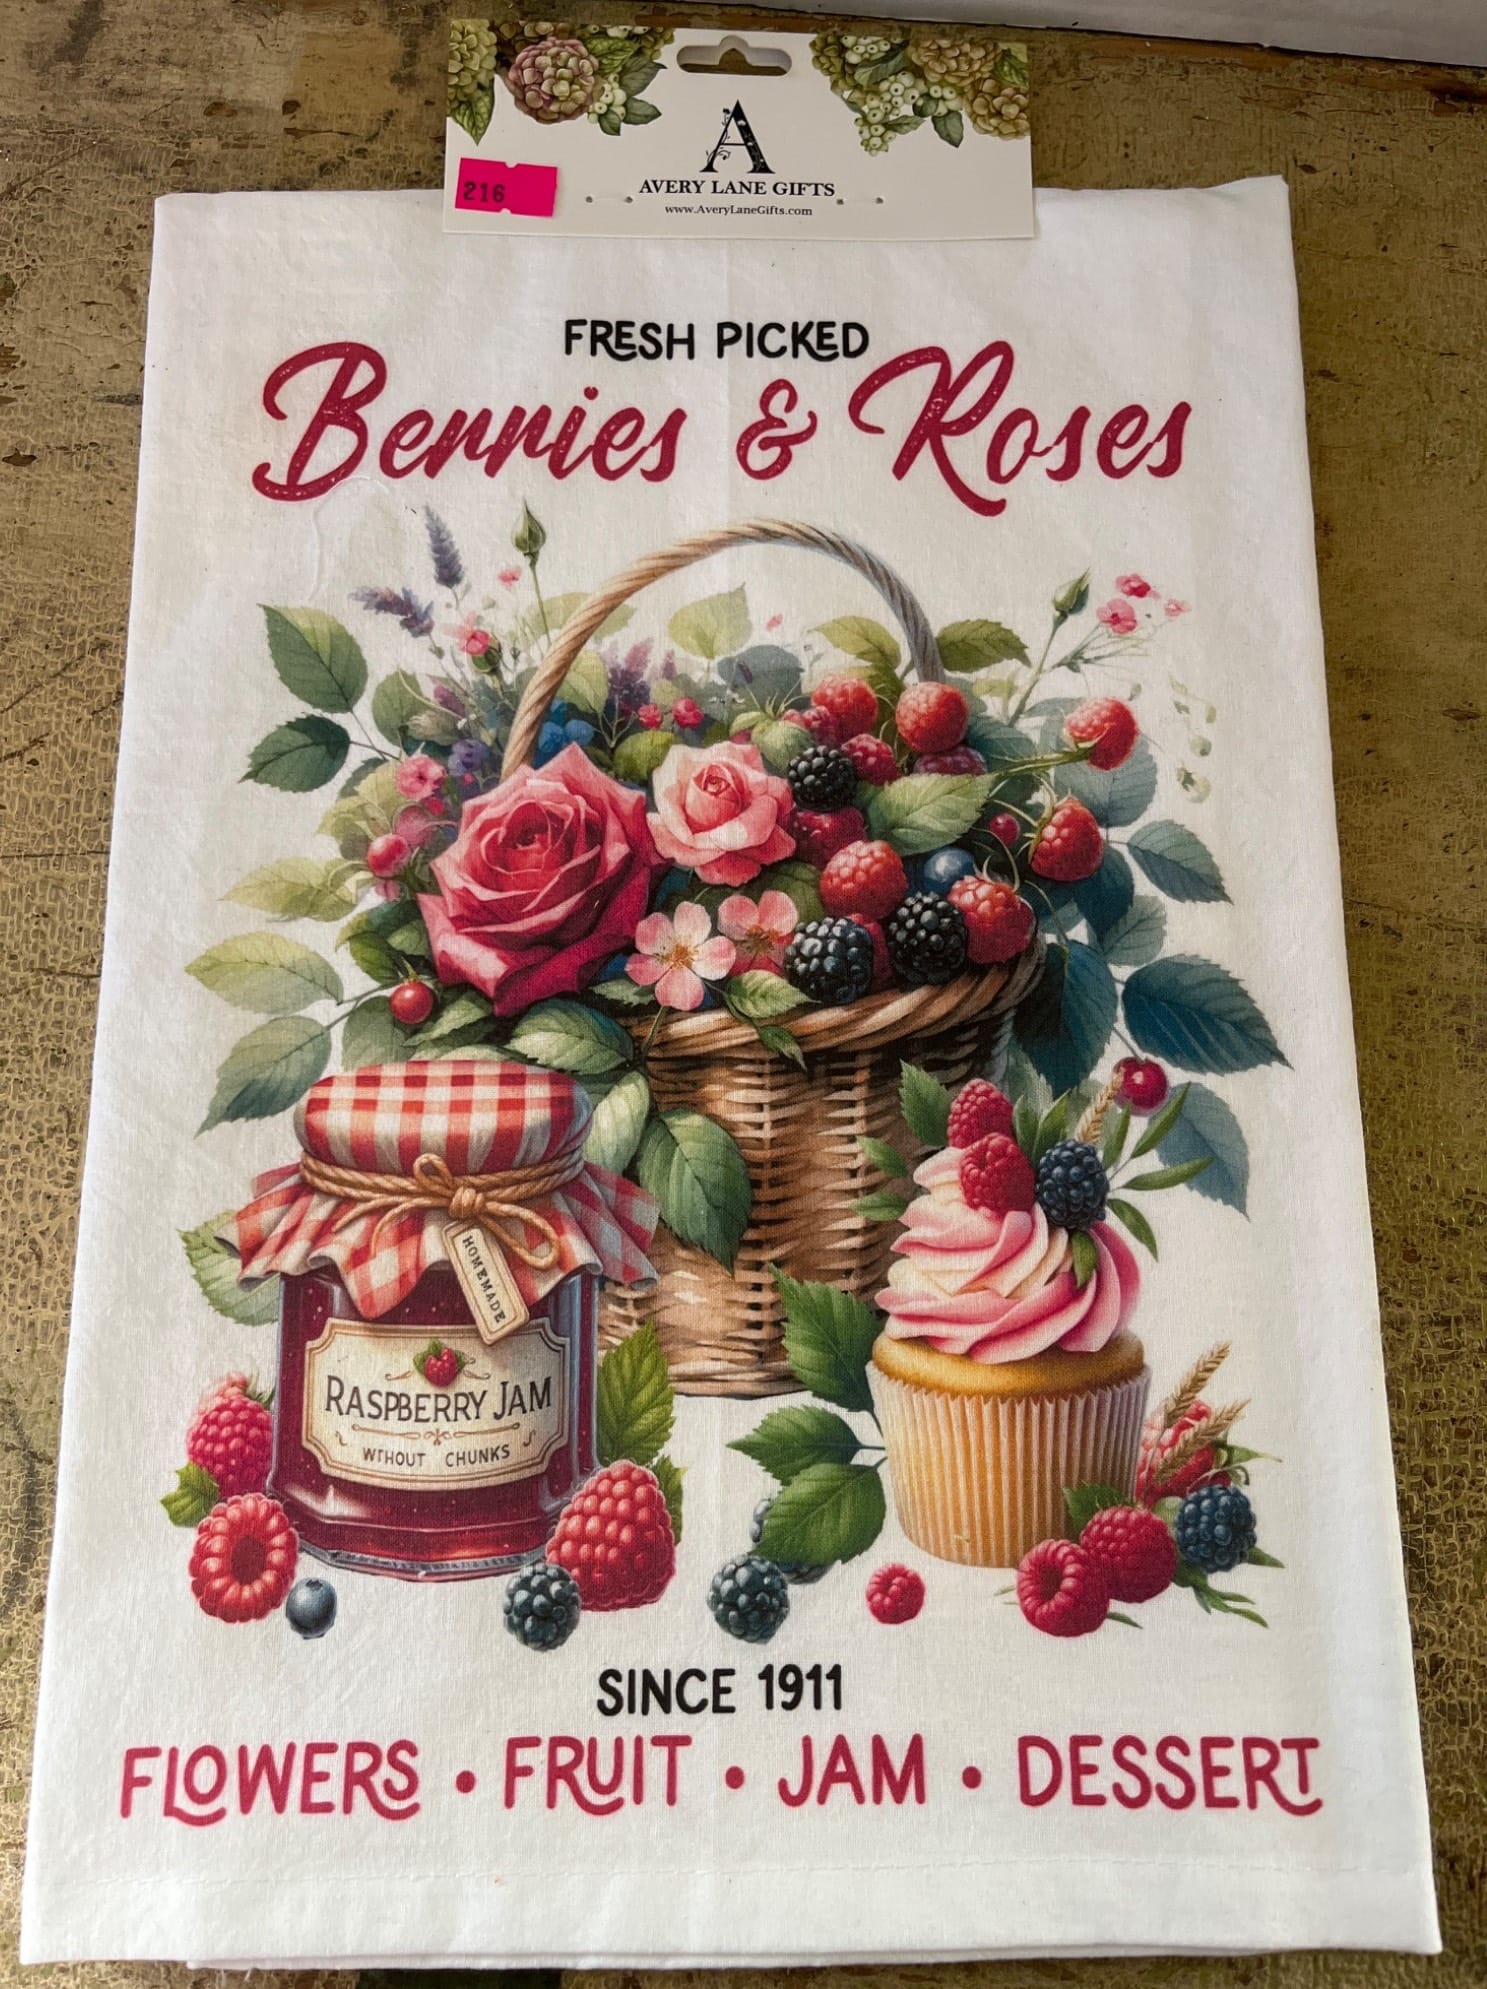 A
AVERY LANE GIFTS
www.AveryLaneGifts.com
216
FRESH PICKED
Berries & Roses
HOMEMADE
RASPBERRY JAM
WTHOUT CHUNKS
SINCE 1911
FLOWERS • FRUIT • JAM • DESSERT